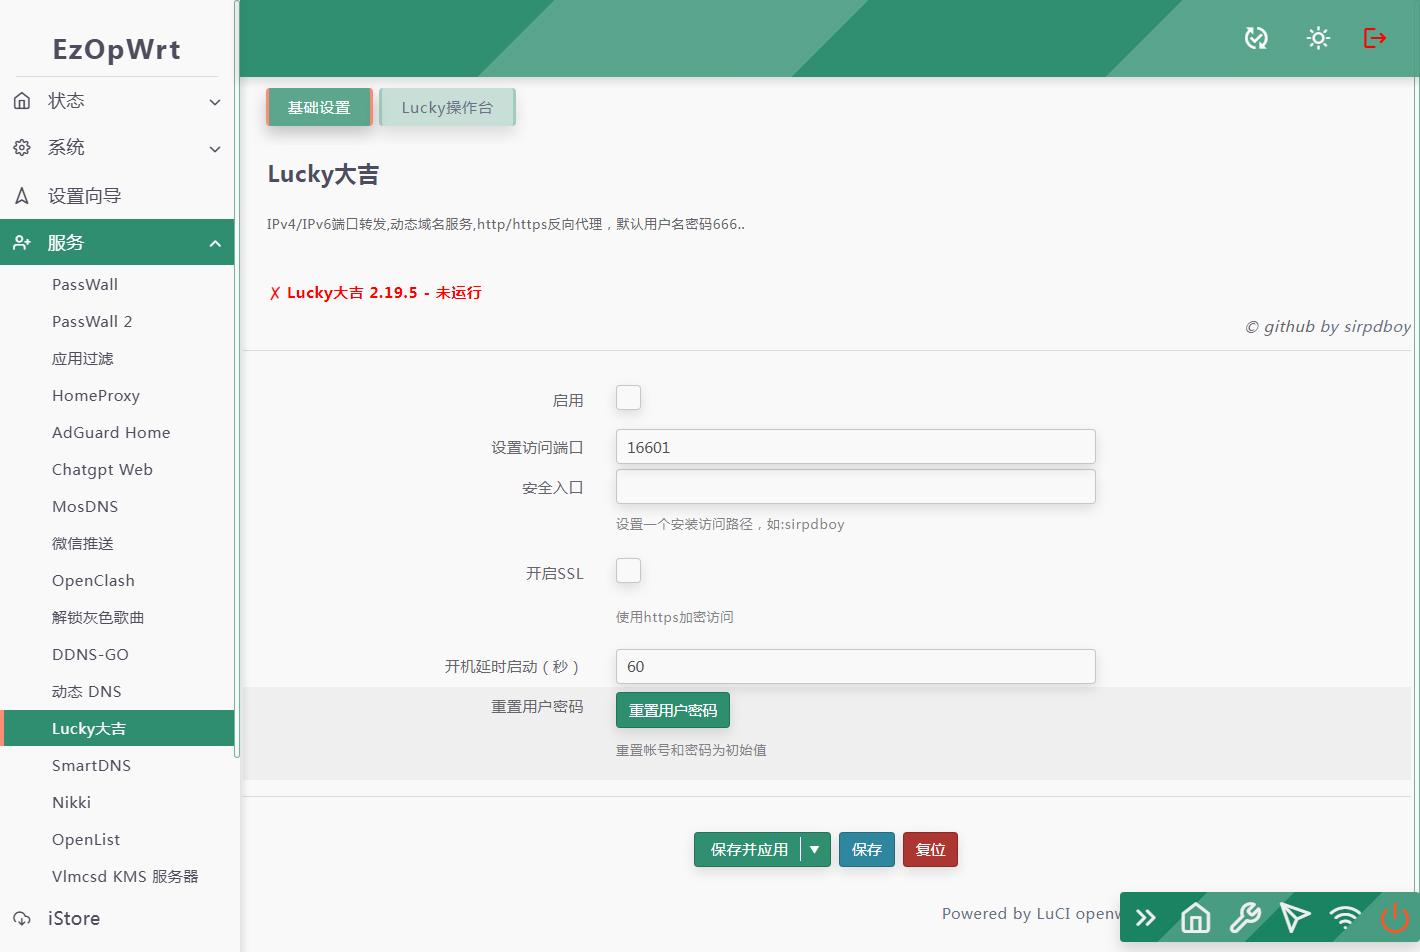 EzOpWrt
状态
系统
设置向导
服务
PassWall
PassWall 2
应用过滤
HomeProxy
AdGuard Home
Chatgpt Web
MosDNS
微信推送
OpenClash
解锁灰色歌曲
DDNS-GO
动态 DNS
Lucky大吉
SmartDNS
Nikki
OpenList
Vlmcsd KMS 服务器
iStore
基础设置 Lucky操作台
Lucky大吉
IPv4/IPv6端口转发,动态域名服务,http/https反向代理，默认用户名密码666..
✗ Lucky大吉 2.19.5 - 未运行
© github by sirpdboy
启用
设置访问端口 16601
安全入口
设置一个安装访问路径，如:sirpdboy
开启SSL
使用https加密访问
开机延时启动（秒） 60
重置用户密码 重置用户密码
重置帐号和密码为初始值
保存并应用 ▼ 保存 复位
Powered by LuCI openw